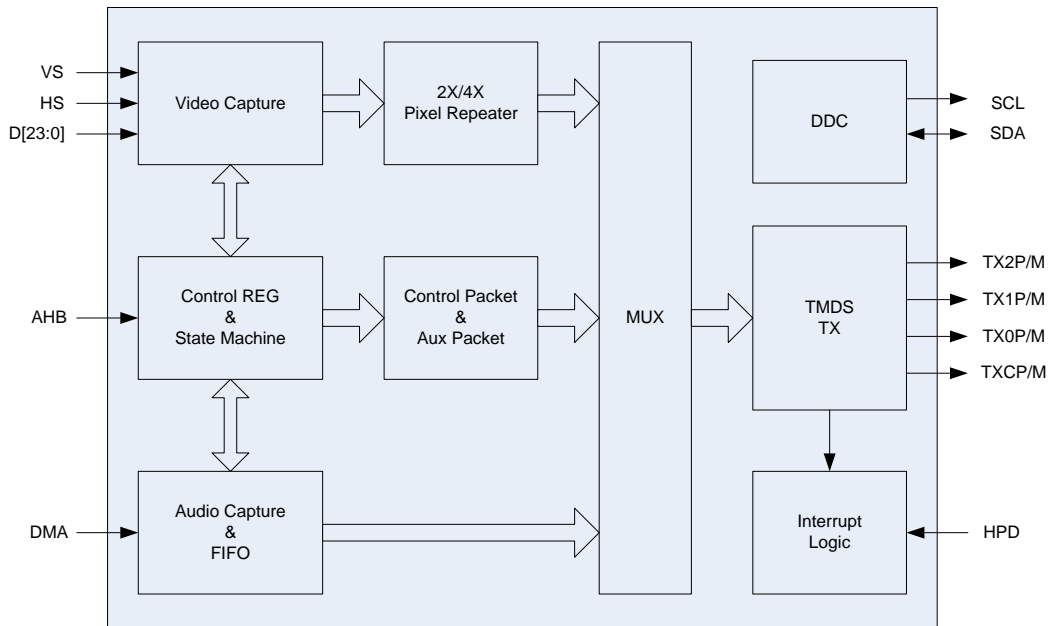 VS
HS
D[23:0]
Video Capture
2X/4X
Pixel Repeater
DDC
SCL
SDA
AHB
Control REG
&
State Machine
Control Packet
&
Aux Packet
MUX
TMDS
TX
TX2P/M
TX1P/M
TX0P/M
TXCP/M
DMA
Audio Capture
&
FIFO
Interrupt
Logic
HPD